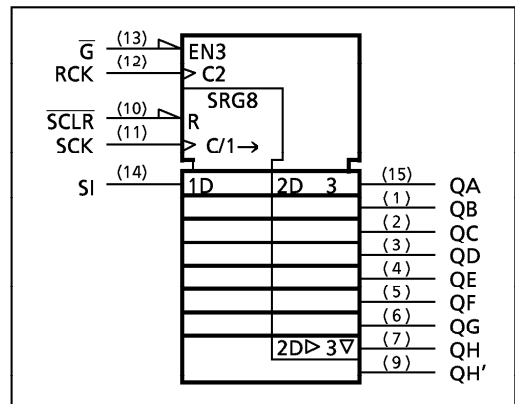 G̅ (13) EN3
RCK (12) C2
SRG8
S̅C̅L̅R̅ (10) R
SCK (11) C/1→
SI (14) 1D 2D 3 (15) QA
(1) QB
(2) QC
(3) QD
(4) QE
(5) QF
(6) QG
2D▷ 3▽ (7) QH
(9) QH′